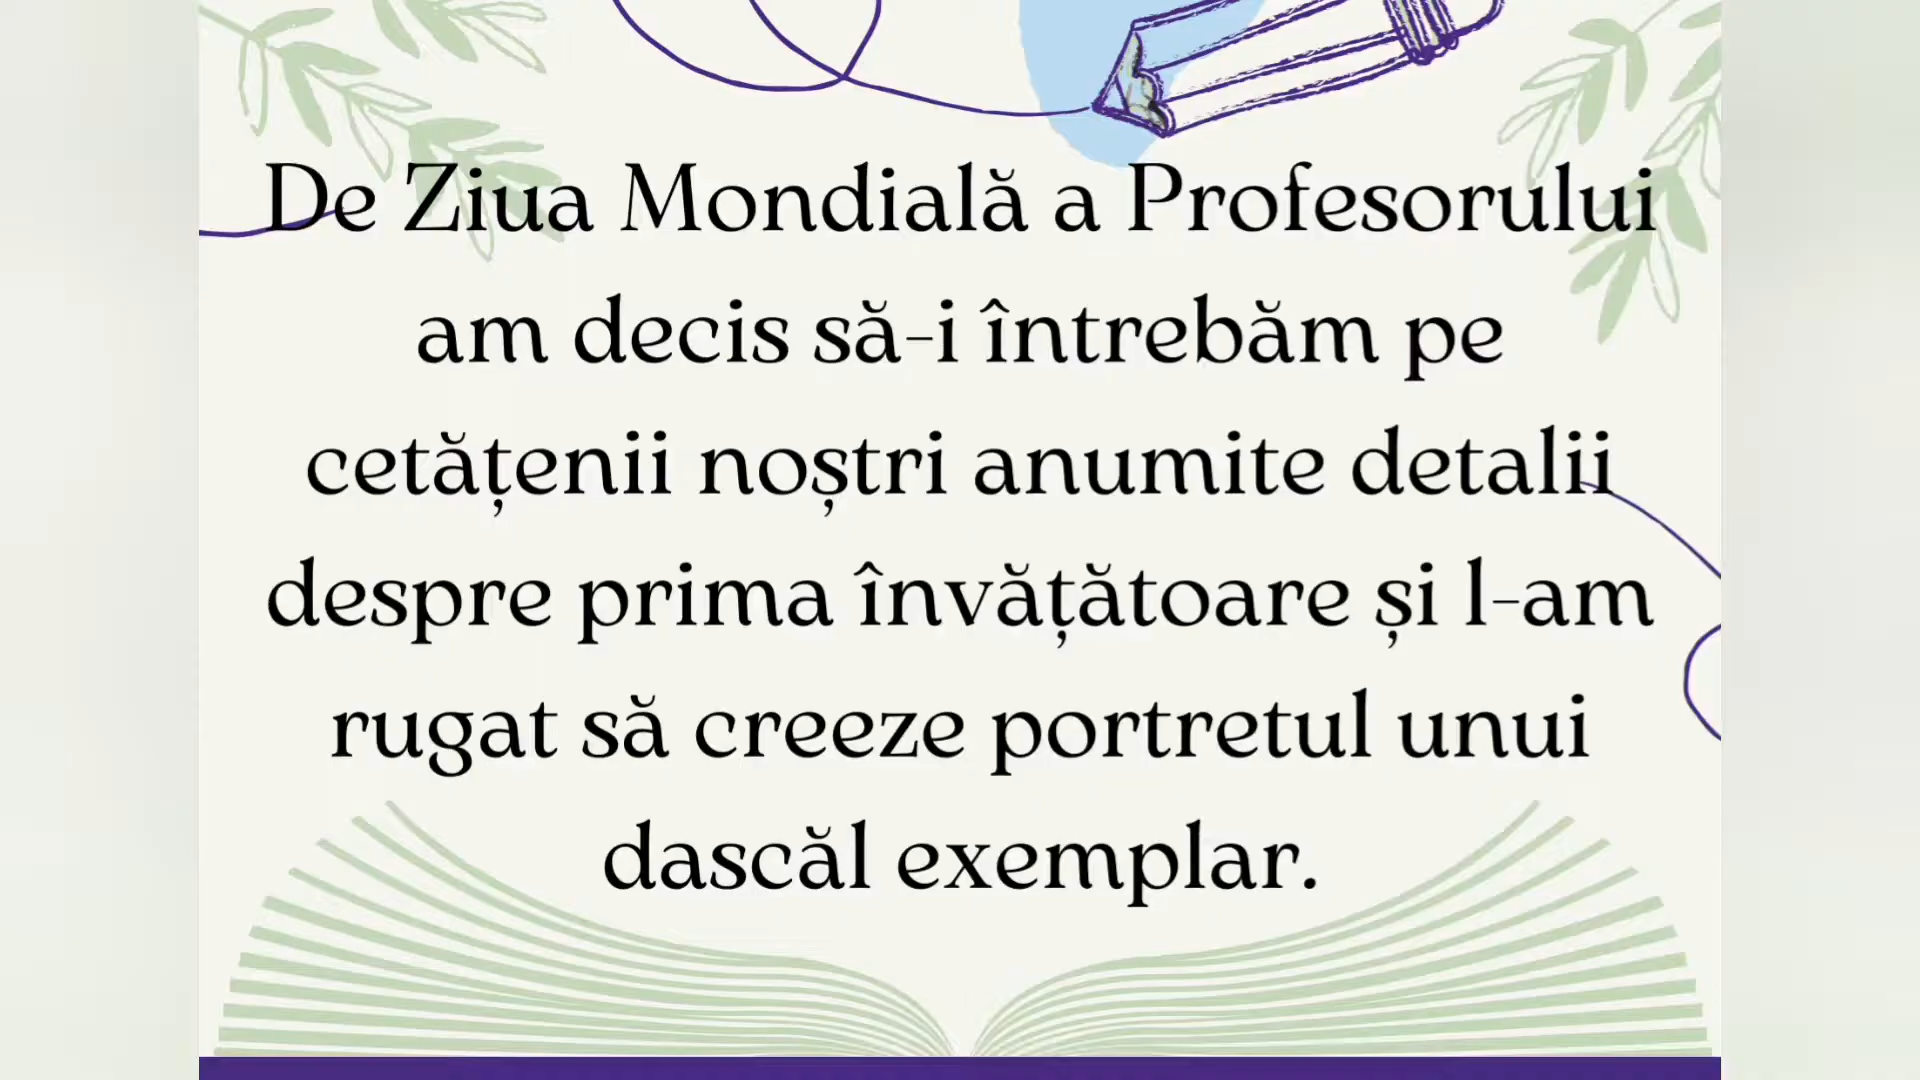 De Ziua Mondială a Profesorului
am decis să-i întrebăm pe
cetățenii noștri anumite detalii
despre prima învățătoare și l-am
rugat să creeze portretul unui
dascăl exemplar.